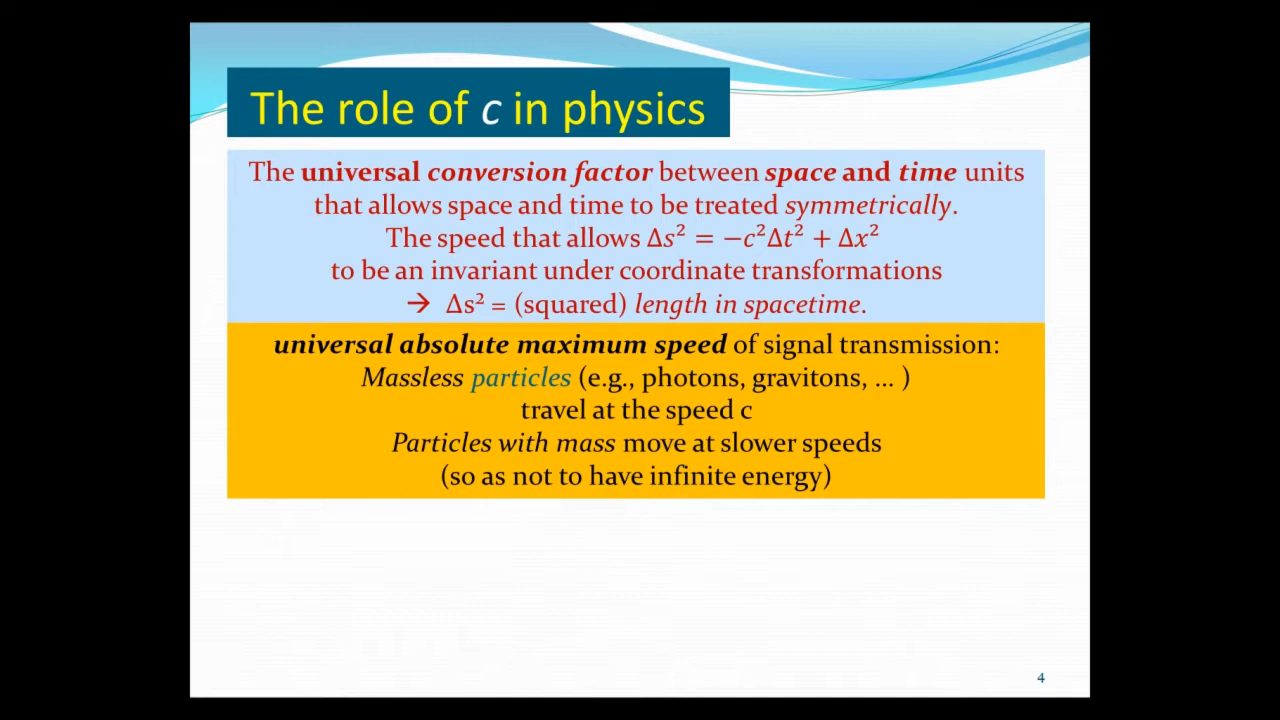 The role of c in physics
The universal conversion factor between space and time units
that allows space and time to be treated symmetrically.
The speed that allows Δs² = −c²Δt² + Δx²
to be an invariant under coordinate transformations
→ Δs² = (squared) length in spacetime.
universal absolute maximum speed of signal transmission:
Massless particles (e.g., photons, gravitons, ... )
travel at the speed c
Particles with mass move at slower speeds
(so as not to have infinite energy)
4